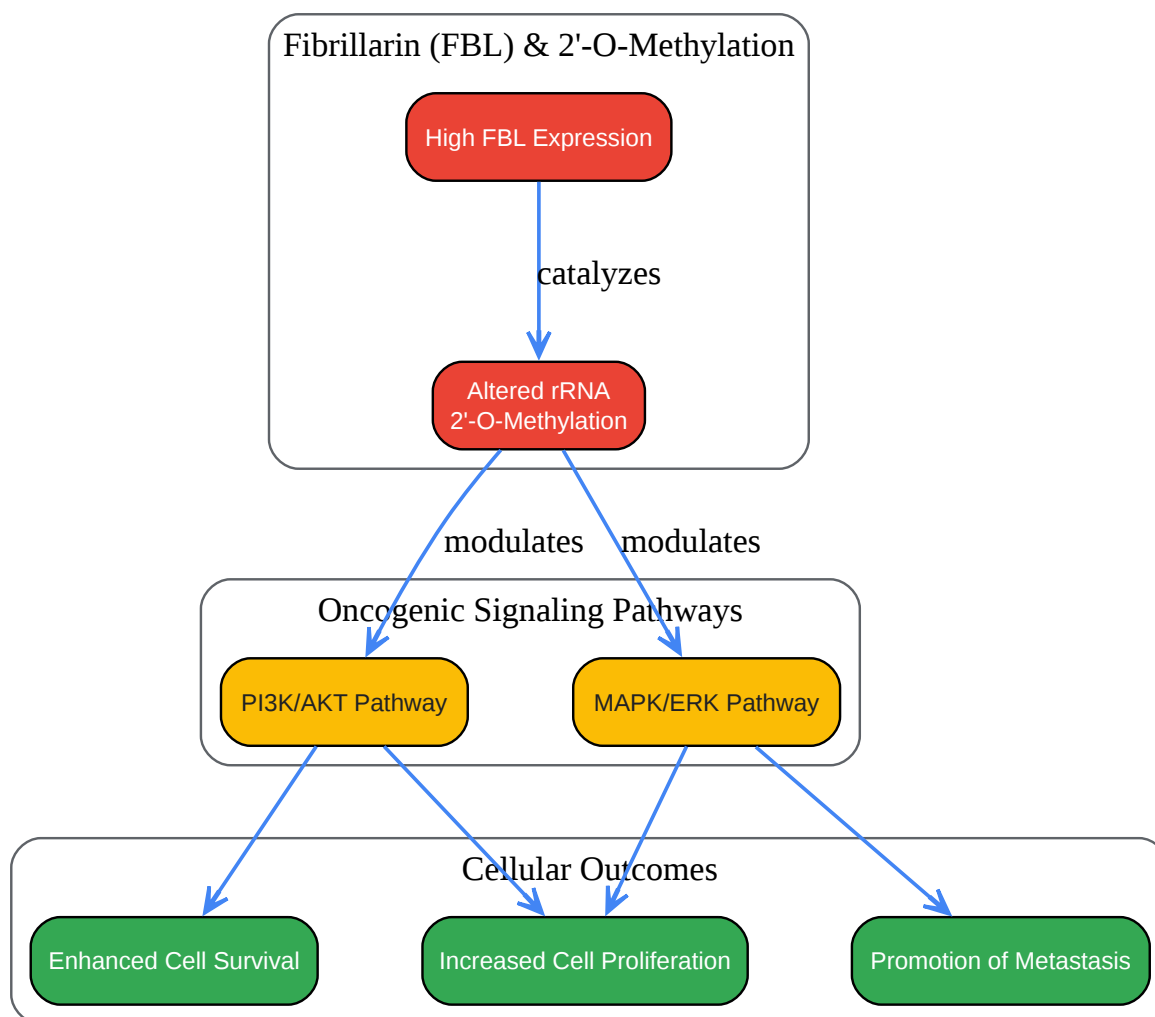 Fibrillarin (FBL) & 2'-O-Methylation
High FBL Expression
catalyzes
Altered rRNA
2'-O-Methylation
modulates
modulates
Oncogenic Signaling Pathways
PI3K/AKT Pathway
MAPK/ERK Pathway
Cellular Outcomes
Enhanced Cell Survival
Increased Cell Proliferation
Promotion of Metastasis